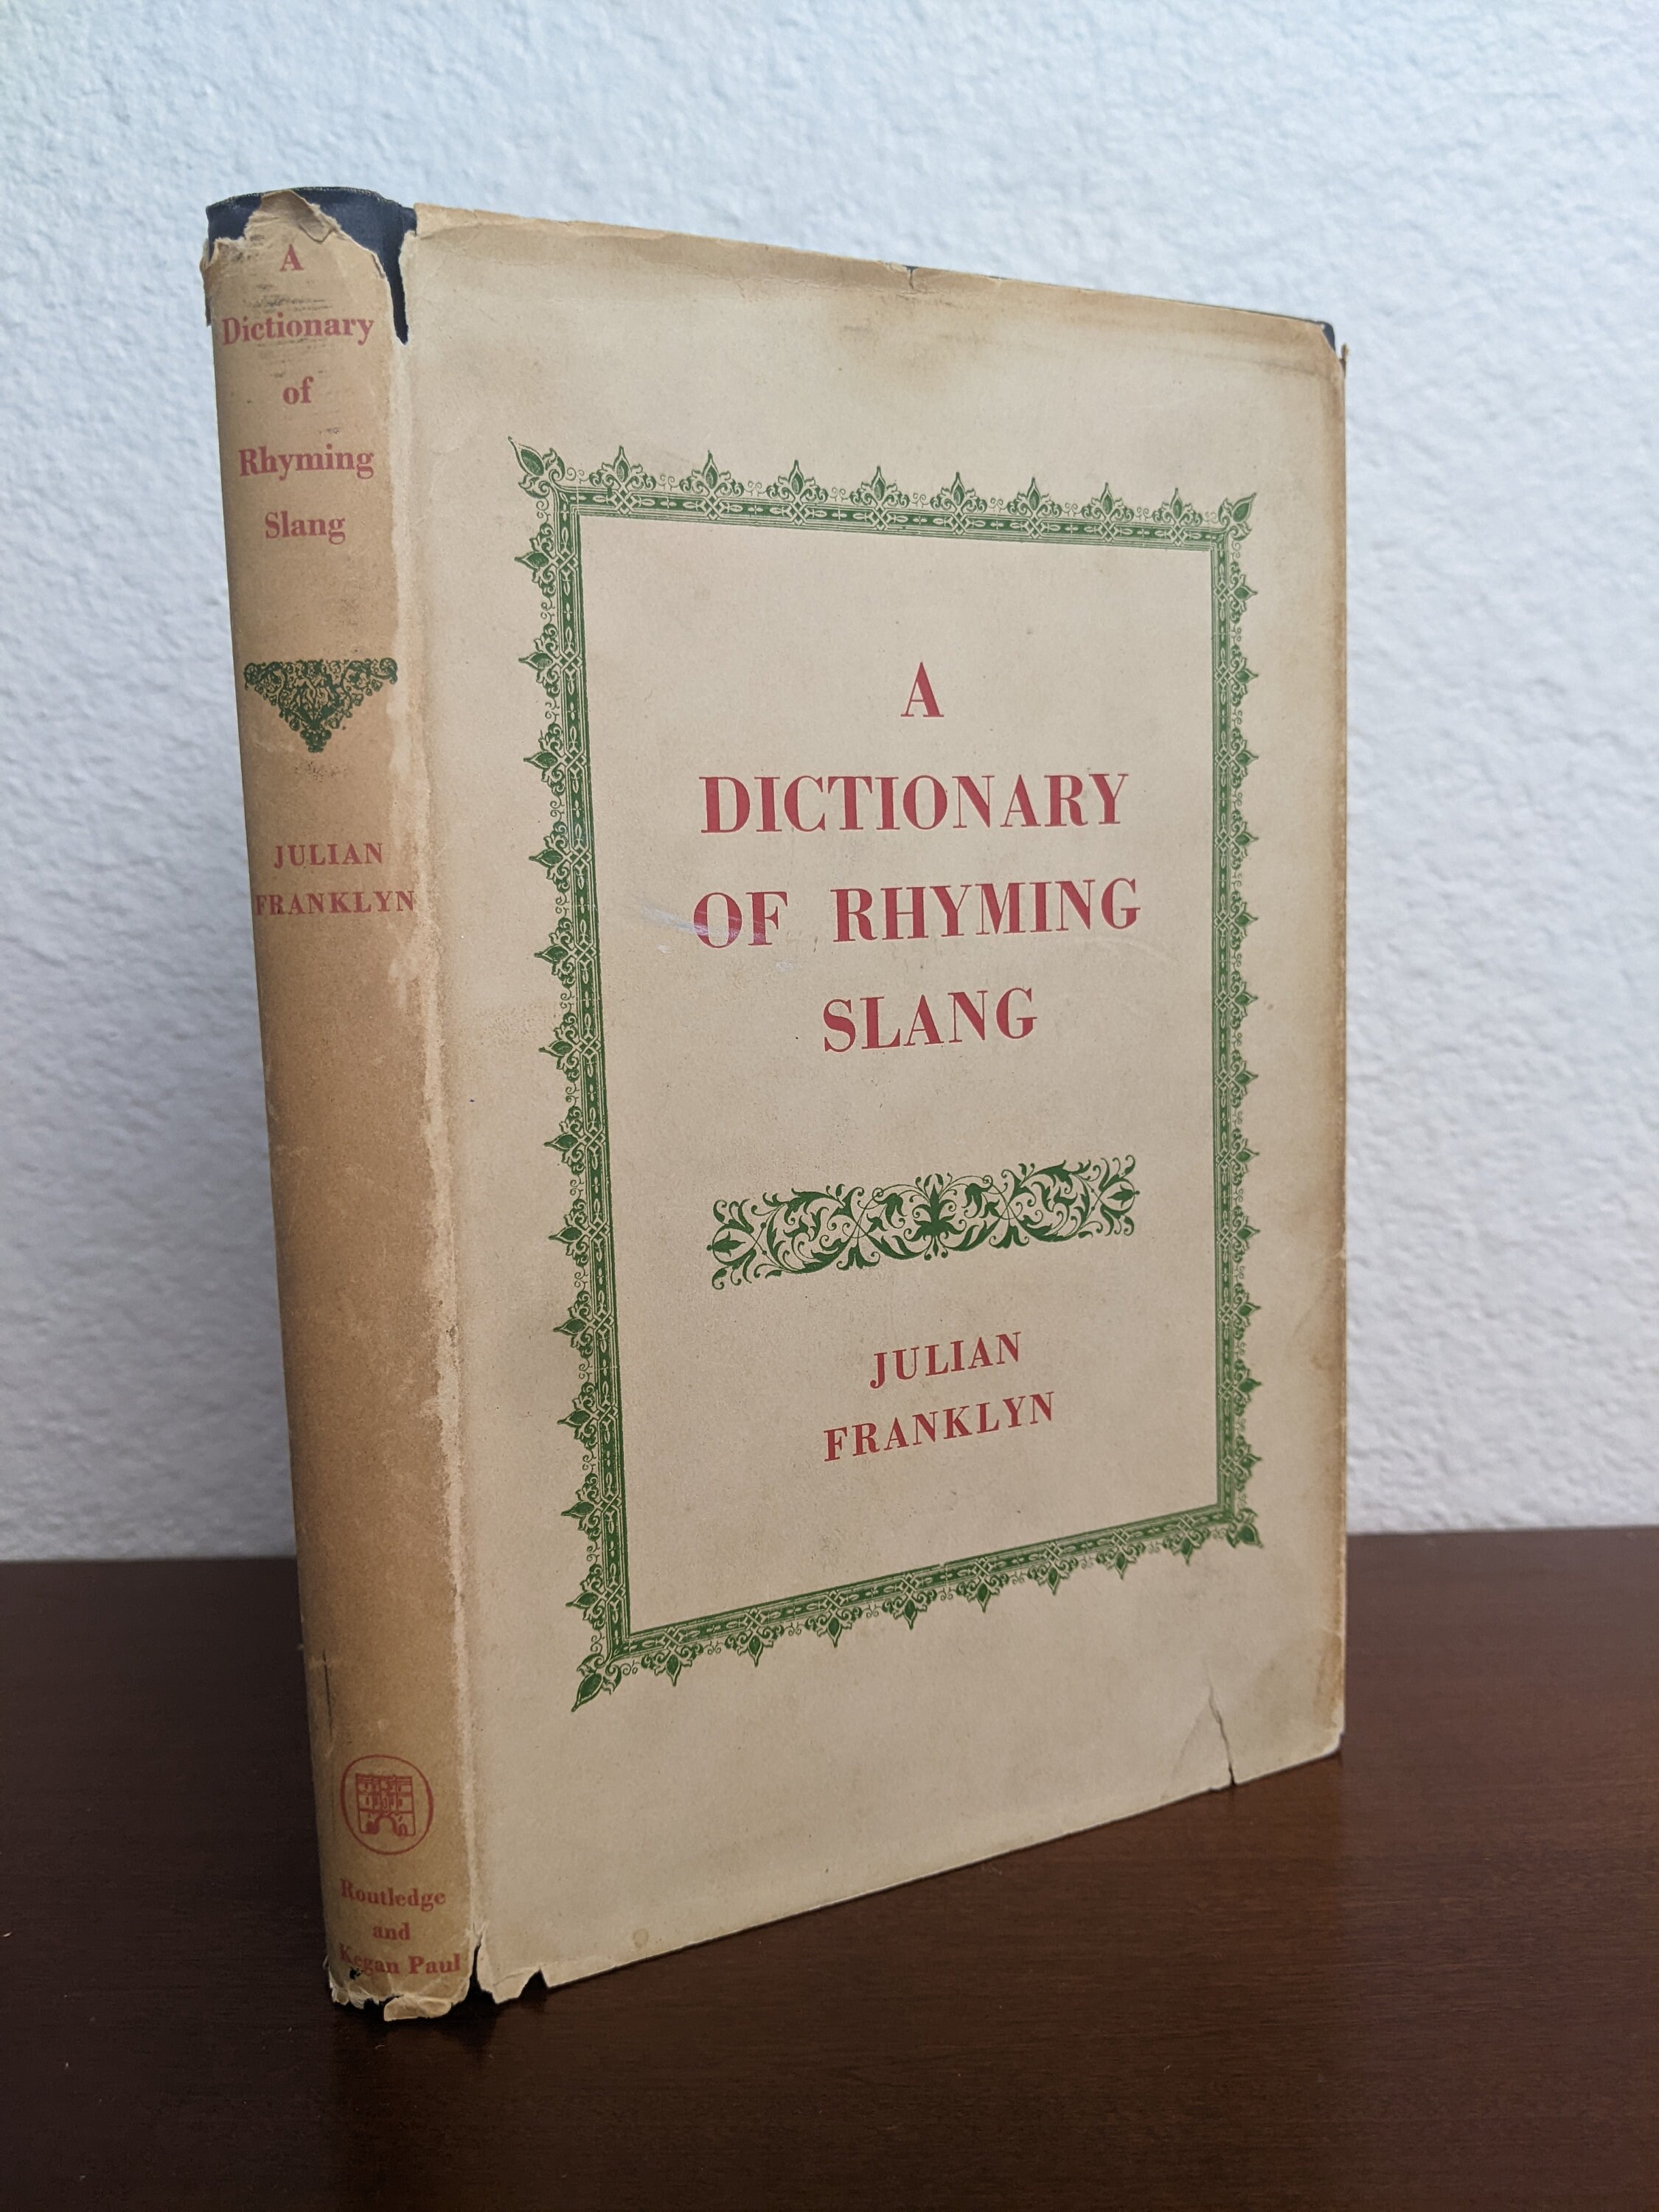 A
Dictionary
of
Rhyming
Slang
JULIAN
FRANKLYN
Routledge
and
Kegan Paul
A
DICTIONARY
OF RHYMING
SLANG
JULIAN
FRANKLYN